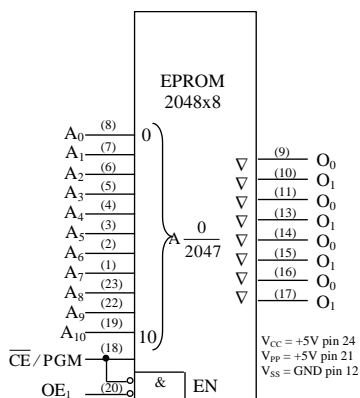 EPROM
2048x8
A0 (8) 0
A1 (7)
A2 (6)
A3 (5)
A4 (4)
A5 (3)
A6 (2)
A7 (1)
A8 (23)
A9 (22)
A10 (19) 10
A 0
2047
∇ (9) O0
∇ (10) O1
∇ (11) O0
∇ (13) O1
∇ (14) O0
∇ (15) O1
∇ (16) O0
∇ (17) O1
C̅E̅/PGM (18)
OE1 (20)
& EN
VCC = +5V pin 24
VPP = +5V pin 21
VSS = GND pin 12